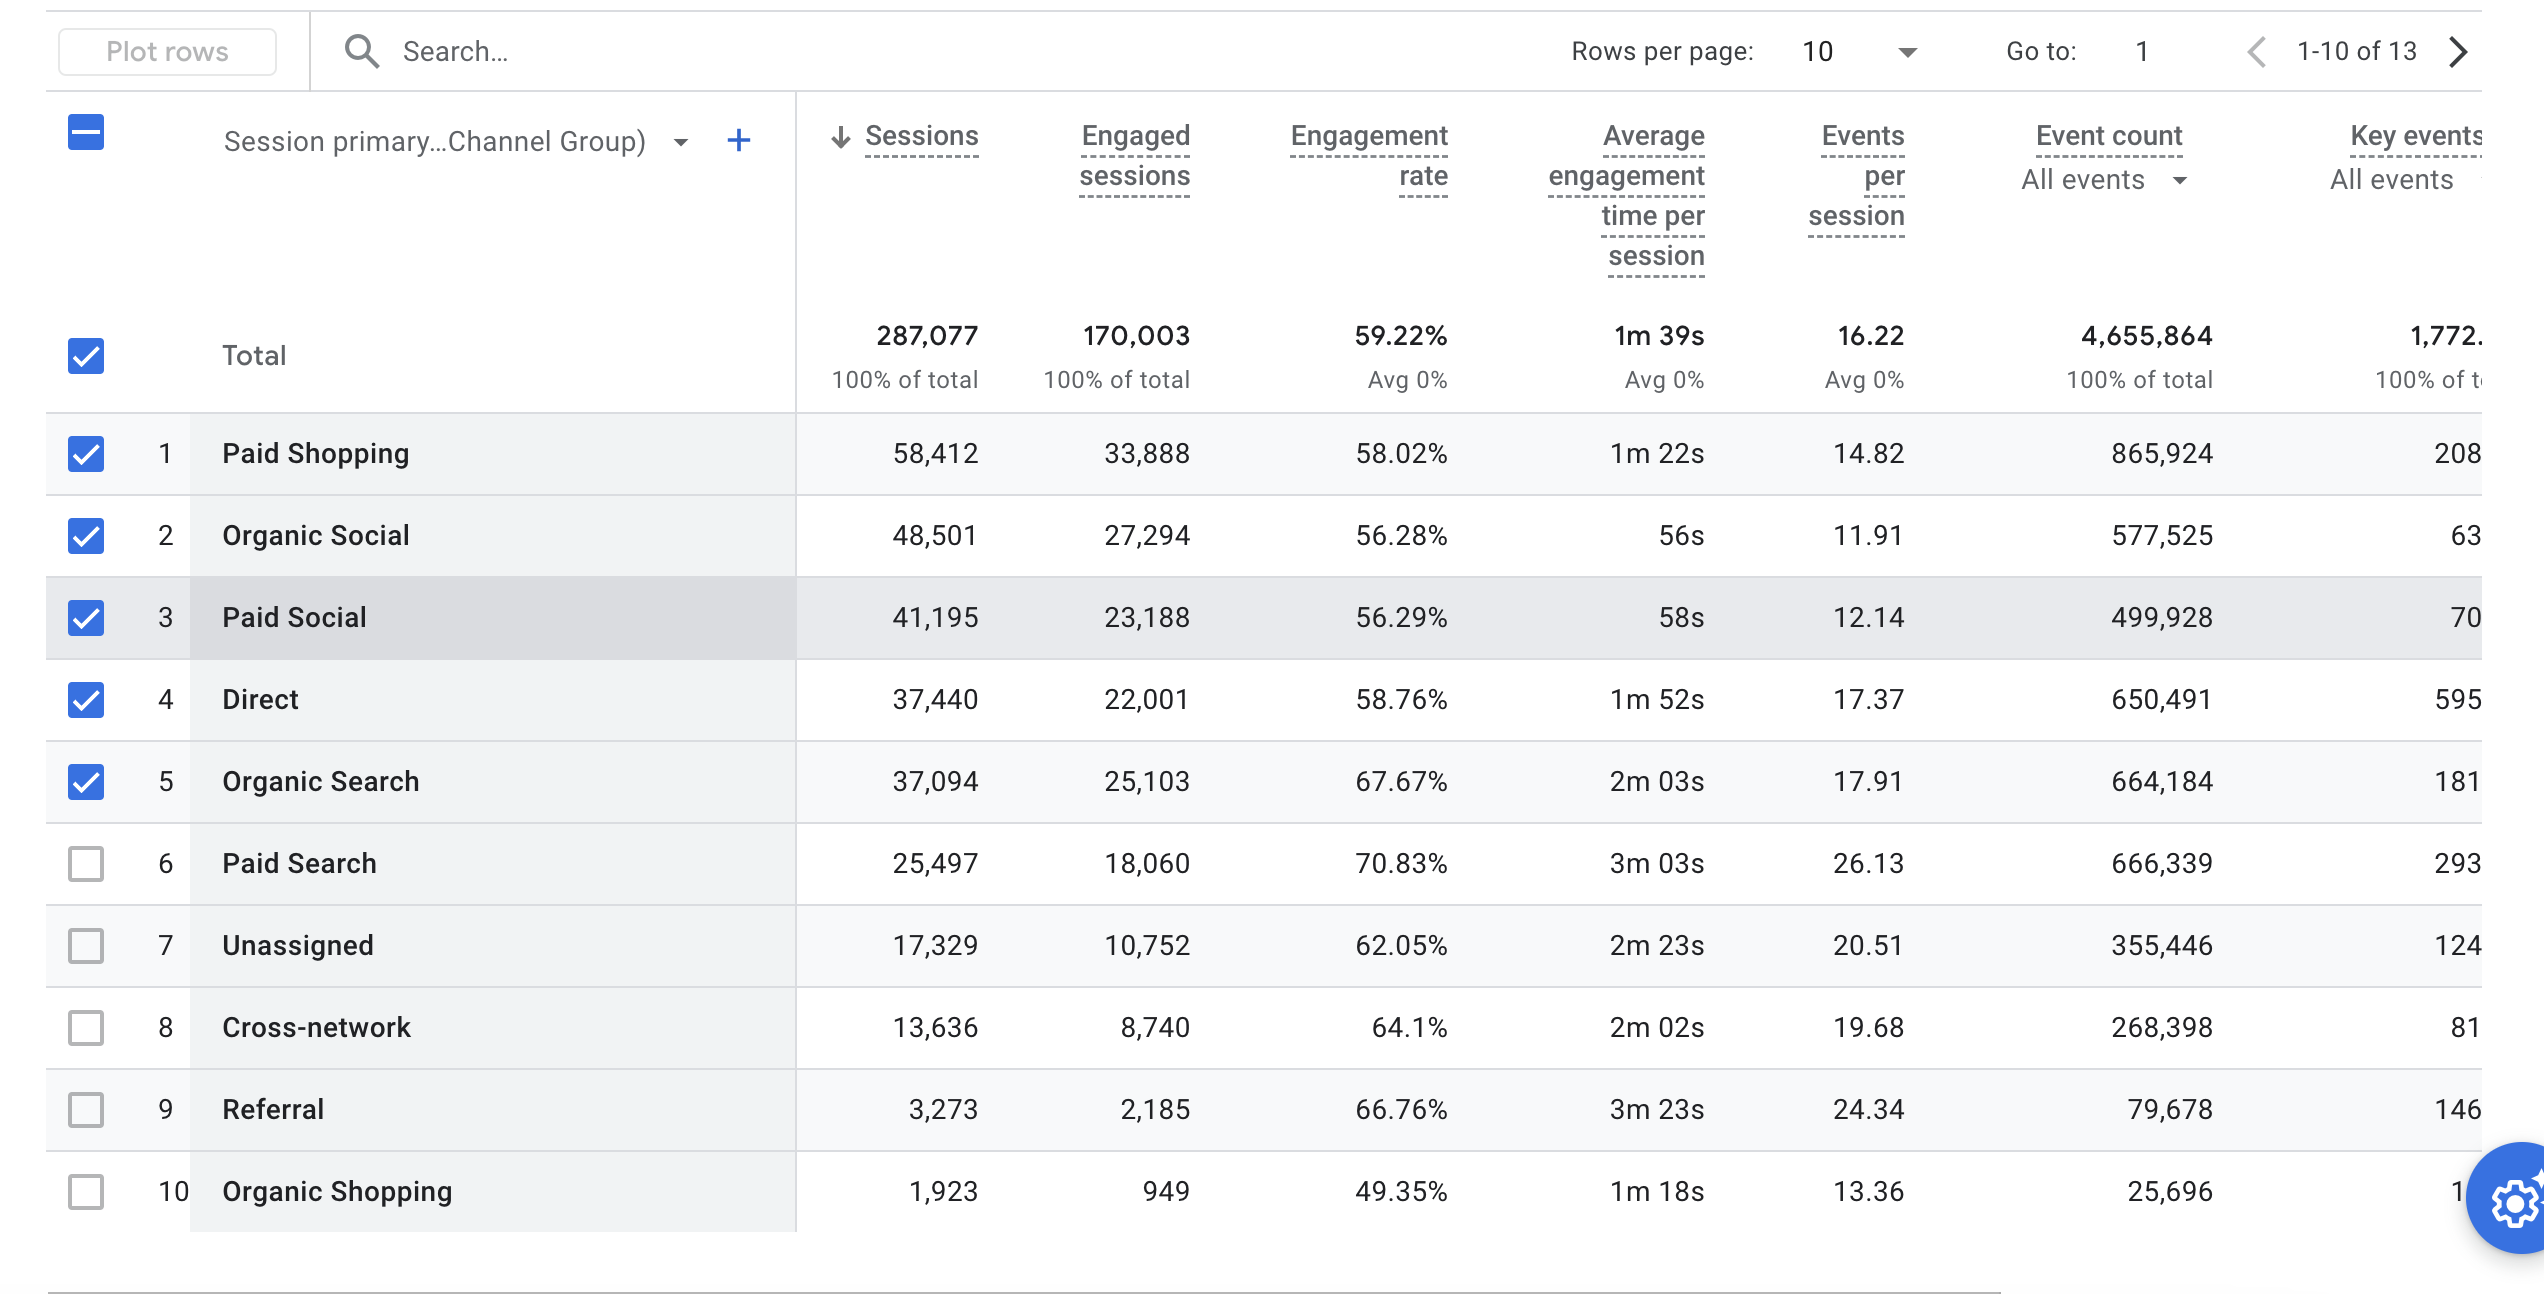 Plot rows Search… Rows per page: 10 Go to: 1 1-10 of 13
Session primary…Channel Group) + Sessions Engaged sessions Engagement rate Average engagement time per session Events per session Event count All events Key events All events
Total 287,077 170,003 59.22% 1m 39s 16.22 4,655,864 1,772.
100% of total 100% of total Avg 0% Avg 0% Avg 0% 100% of total 100% of
1 Paid Shopping 58,412 33,888 58.02% 1m 22s 14.82 865,924 208
2 Organic Social 48,501 27,294 56.28% 56s 11.91 577,525 63
3 Paid Social 41,195 23,188 56.29% 58s 12.14 499,928 70
4 Direct 37,440 22,001 58.76% 1m 52s 17.37 650,491 595
5 Organic Search 37,094 25,103 67.67% 2m 03s 17.91 664,184 181
6 Paid Search 25,497 18,060 70.83% 3m 03s 26.13 666,339 293
7 Unassigned 17,329 10,752 62.05% 2m 23s 20.51 355,446 124
8 Cross-network 13,636 8,740 64.1% 2m 02s 19.68 268,398 81
9 Referral 3,273 2,185 66.76% 3m 23s 24.34 79,678 146
10 Organic Shopping 1,923 949 49.35% 1m 18s 13.36 25,696 1